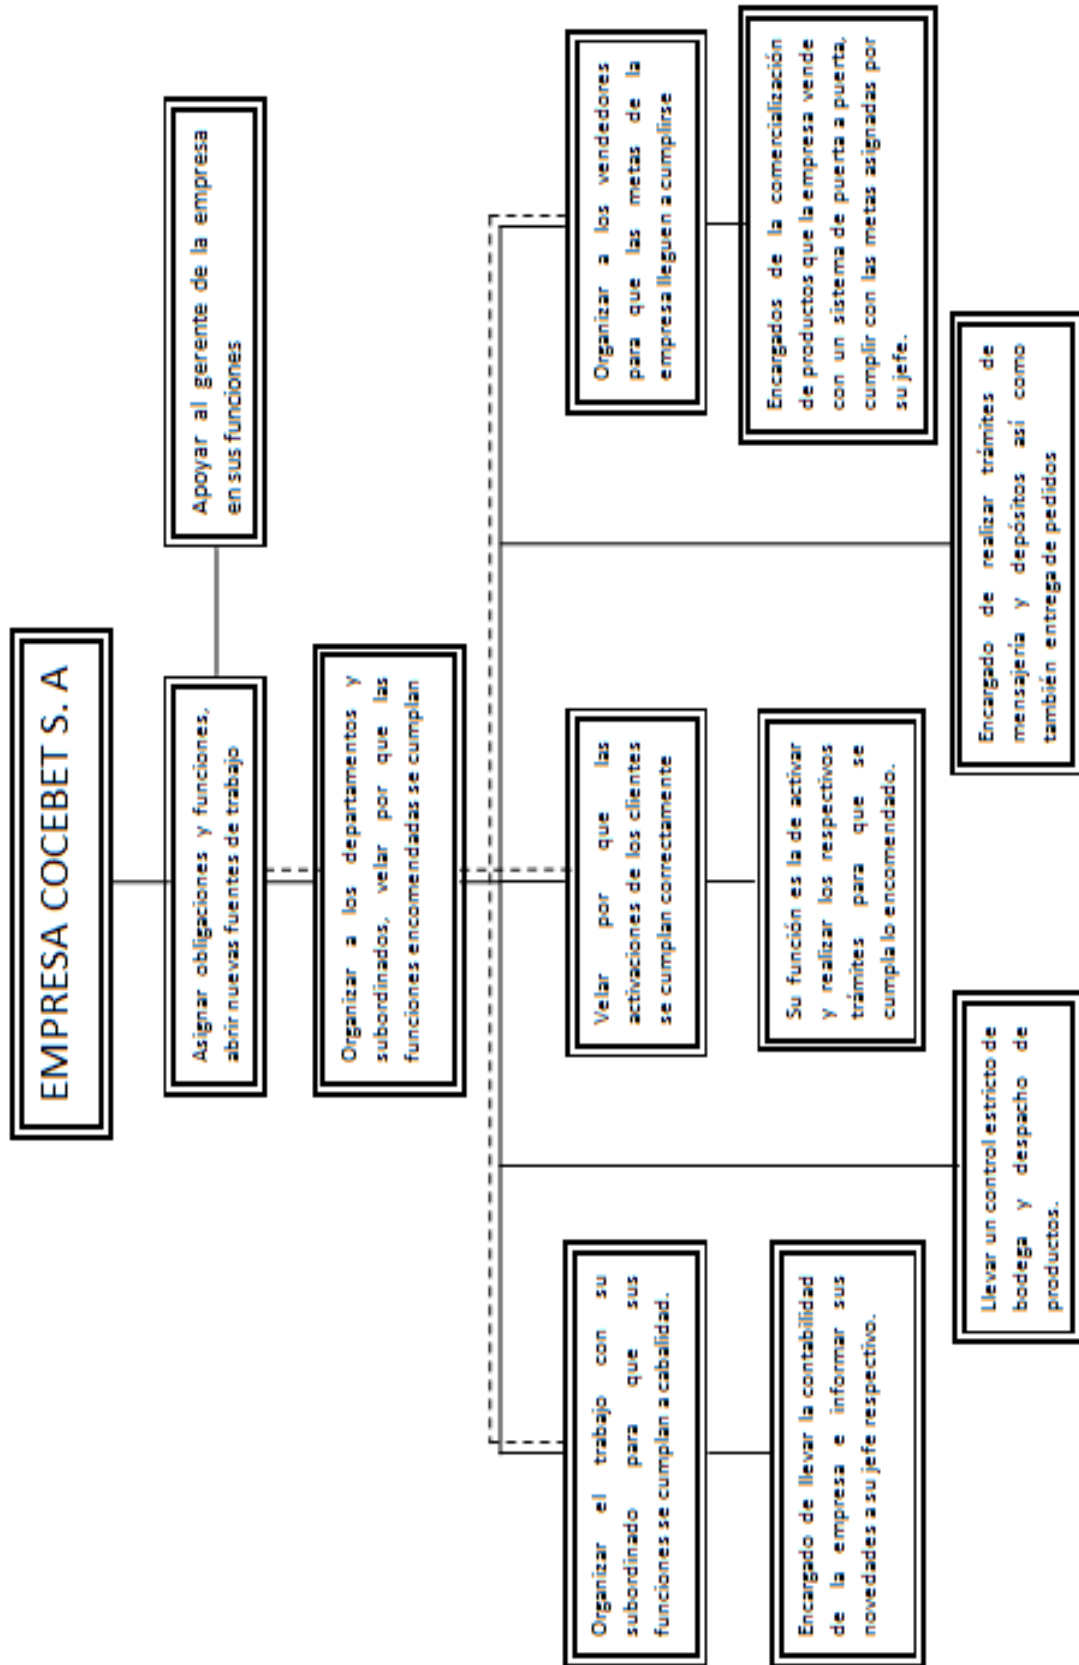 EMPRESA COCEBET S. A
Asignar obligaciones y funciones,
abrir nuevas fuentes de trabajo
Apoyar al gerente de la empresa
en sus funciones
Organizar a los departamentos y
subordinados, velar por que las
funciones encomendadas se cumplan
Organizar el trabajo con su
subordinado para que sus
funciones se cumplan a cabalidad.
Velar por que las
activaciones de los clientes
se cumplan correctamente
Organizar a los vendedores
para que las metas de la
empresa lleguen a cumplirse
Encargado de llevar la contabilidad
de la empresa e informar sus
novedades a su jefe respectivo.
Su función es la de activar
y realizar los respectivos
trámites para que se
cumpla lo encomendado.
Encargados de la comercialización
de productos que la empresa vende
con un sistema de puerta a puerta,
cumplir con las metas asignadas por
su jefe.
Llevar un control estricto de
bodega y despacho de
productos.
Encargado de realizar trámites de
mensajería y depósitos así como
también entrega de pedidos